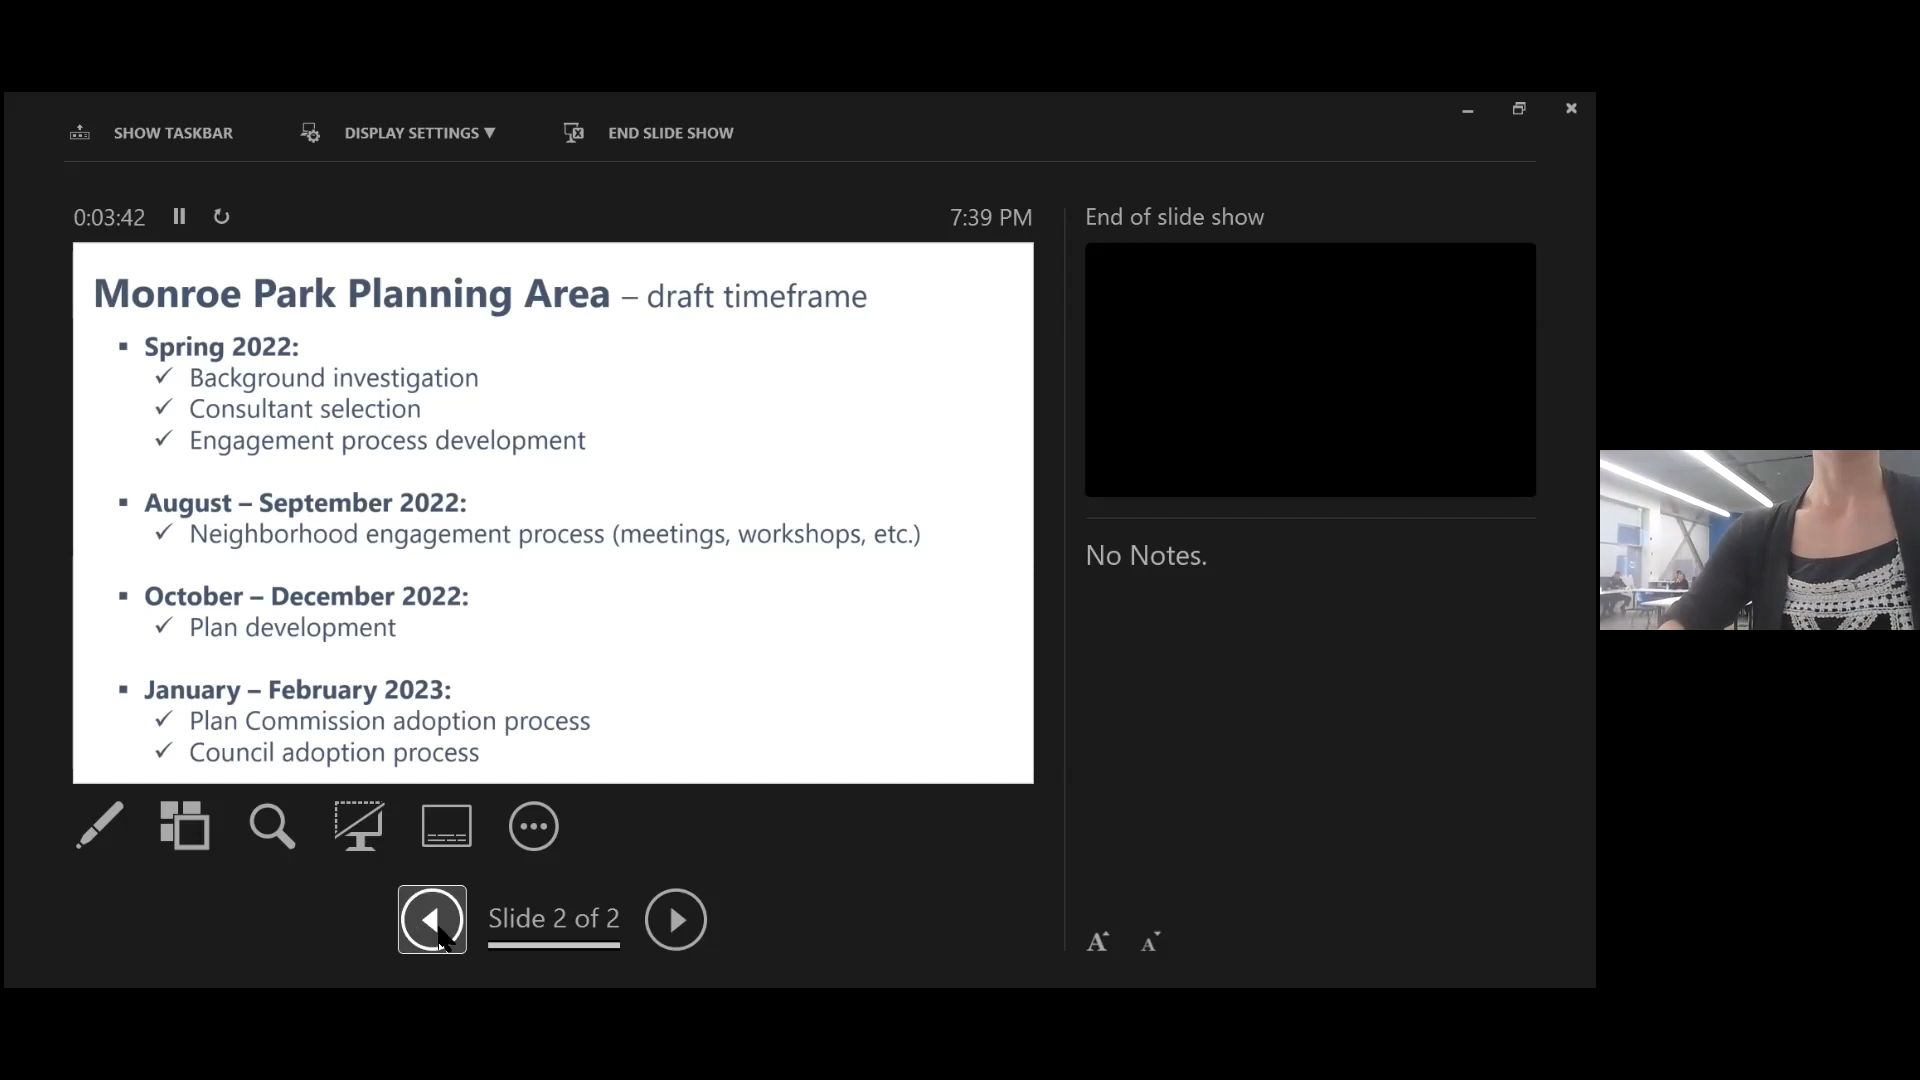 SHOW TASKBAR DISPLAY SETTINGS ▼ END SLIDE SHOW
0:03:42 7:39 PM
Monroe Park Planning Area – draft timeframe
▪ Spring 2022:
✓ Background investigation
✓ Consultant selection
✓ Engagement process development
▪ August – September 2022:
✓ Neighborhood engagement process (meetings, workshops, etc.)
▪ October – December 2022:
✓ Plan development
▪ January – February 2023:
✓ Plan Commission adoption process
✓ Council adoption process
Slide 2 of 2
End of slide show
No Notes.
A A